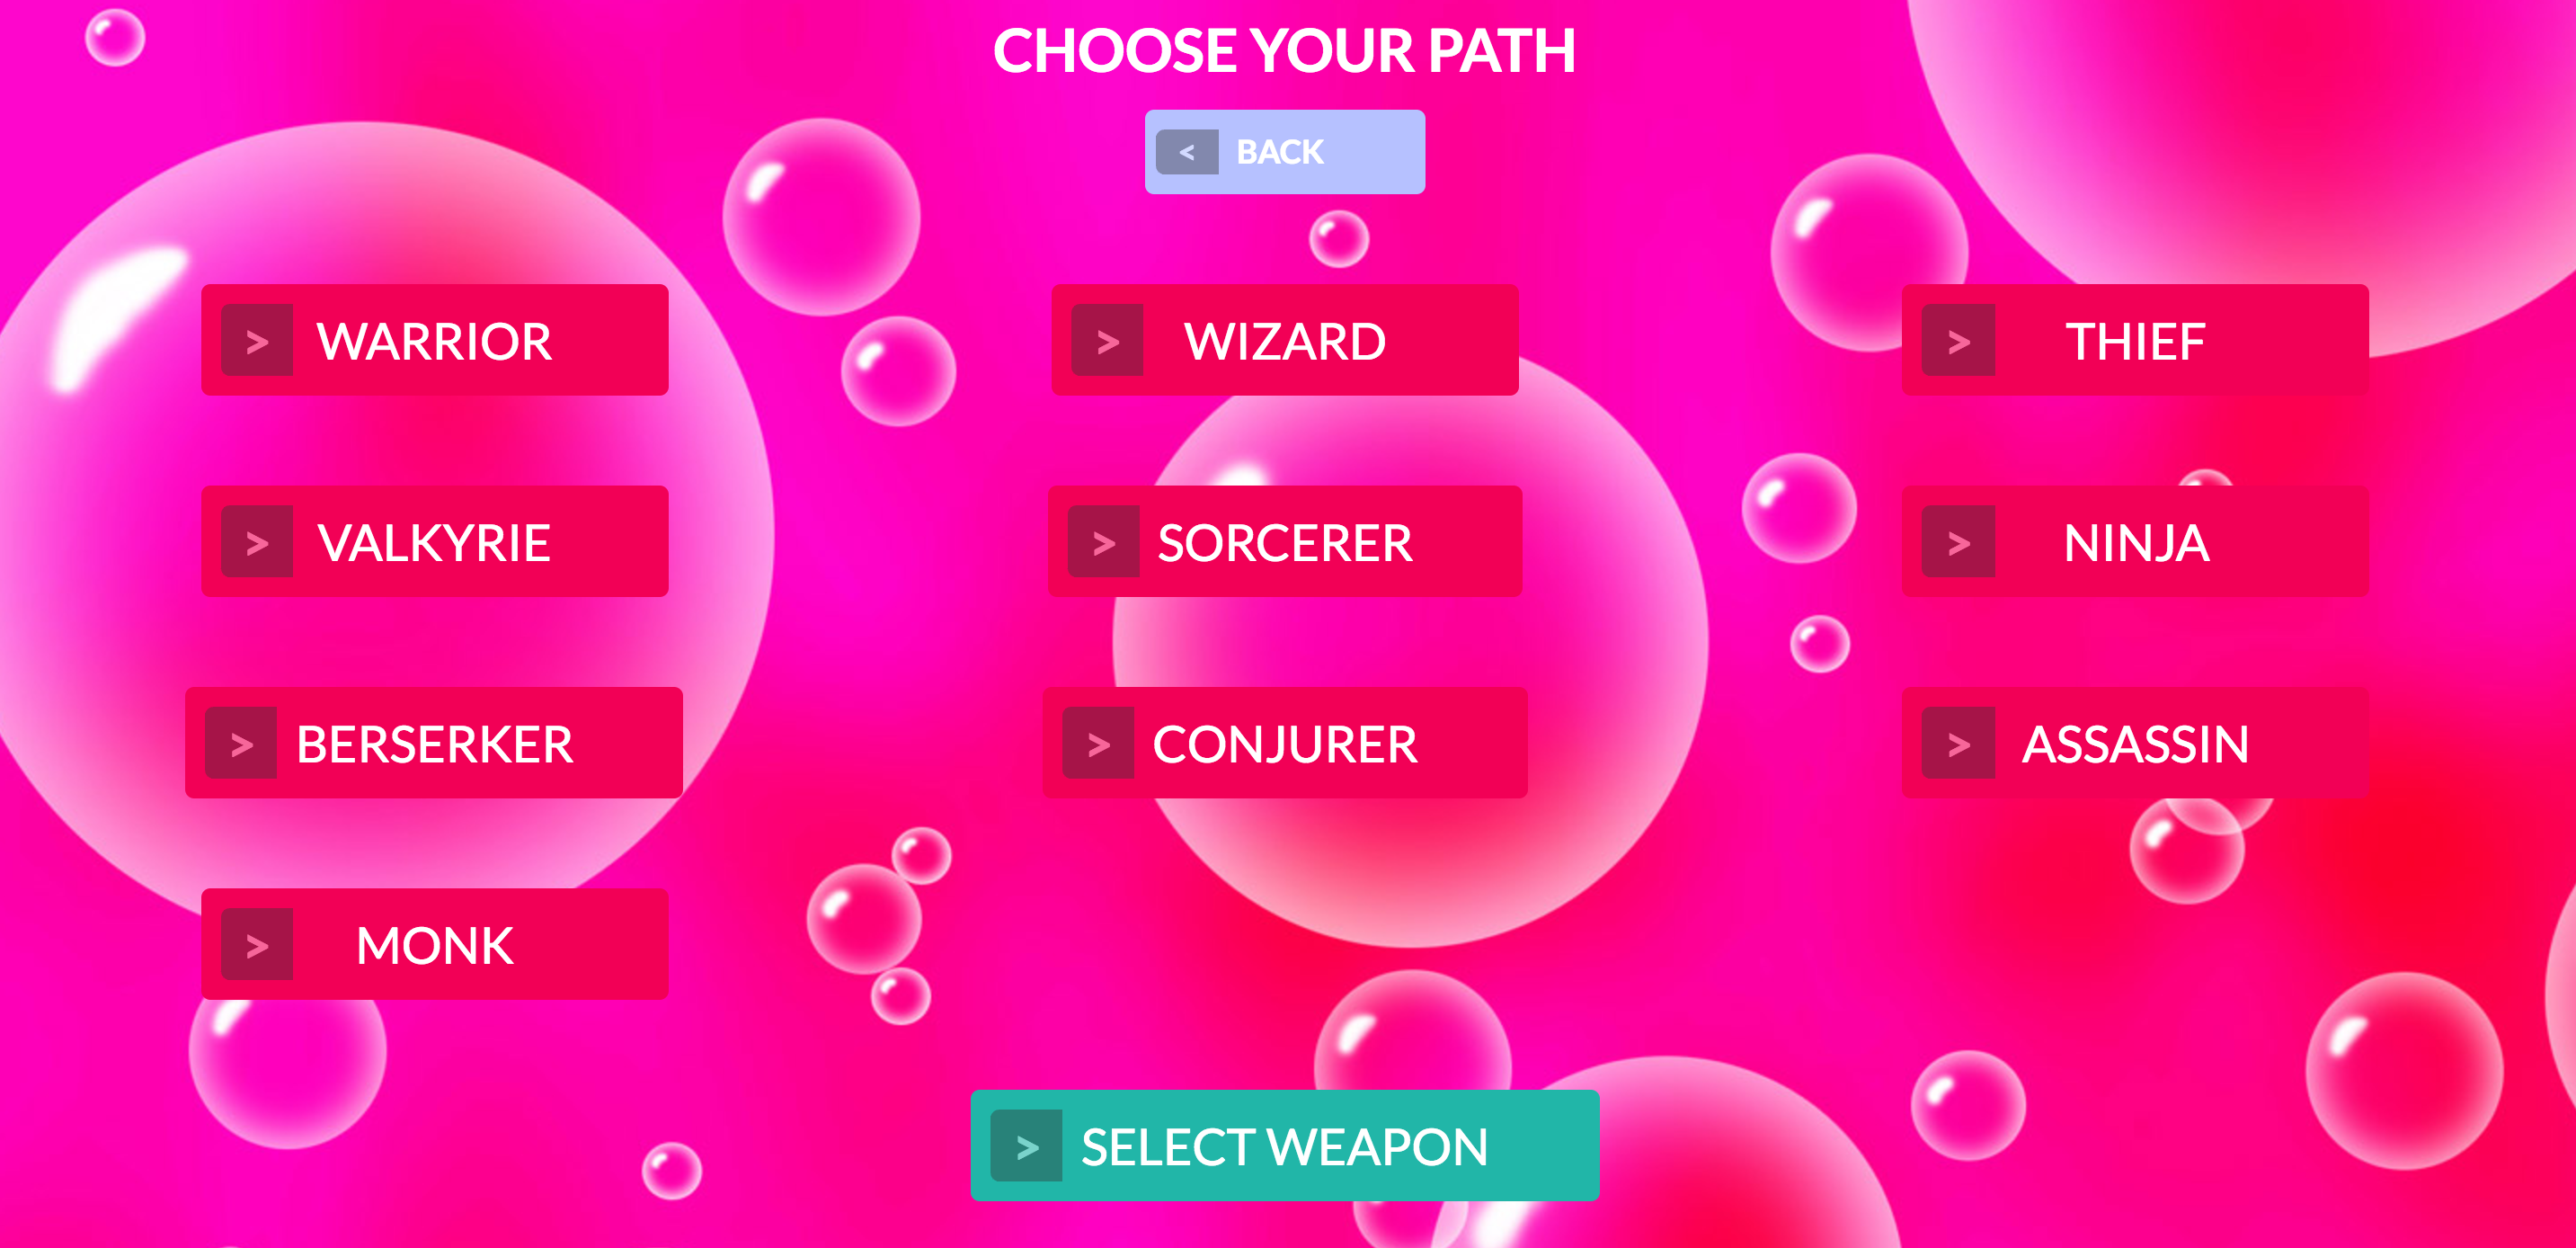 CHOOSE YOUR PATH
< BACK
> WARRIOR
> WIZARD
> THIEF
> VALKYRIE
> SORCERER
> NINJA
> BERSERKER
> CONJURER
> ASSASSIN
> MONK
> SELECT WEAPON